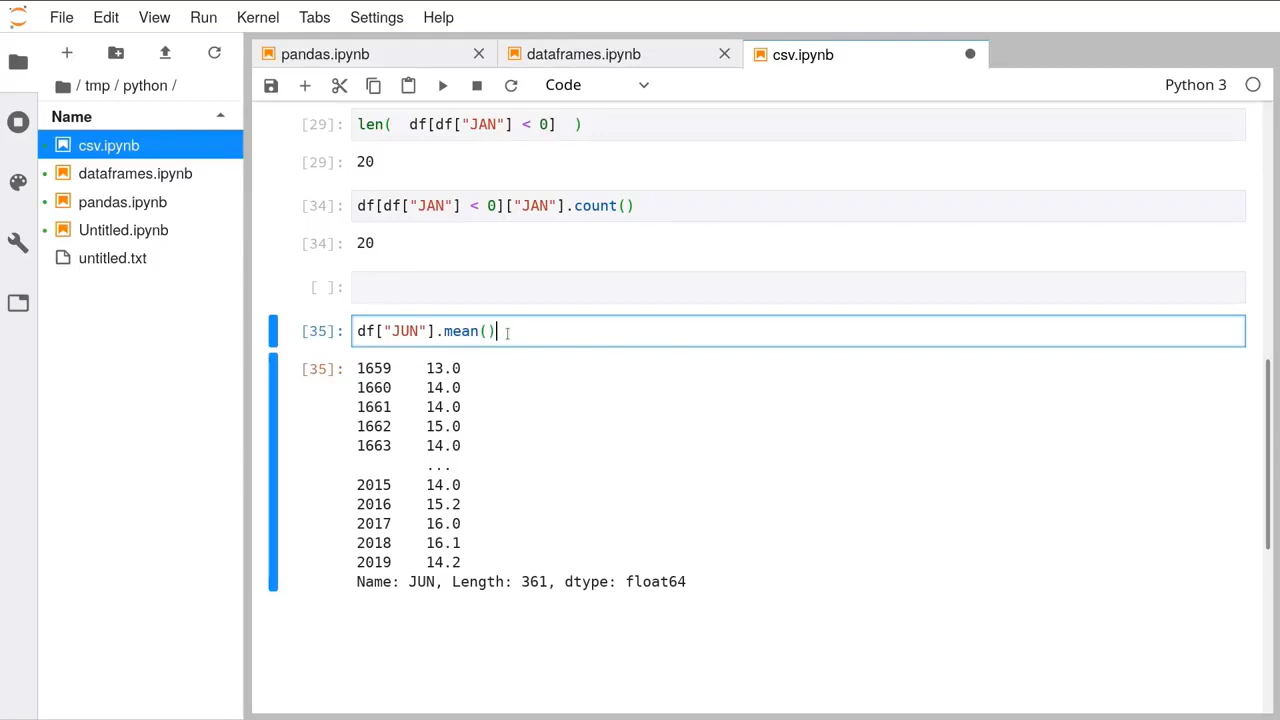 File Edit View Run Kernel Tabs Settings Help
pandas.ipynb dataframes.ipynb csv.ipynb
/ tmp / python /
Code Python 3
Name
csv.ipynb
dataframes.ipynb
pandas.ipynb
Untitled.ipynb
untitled.txt
[29]: len(  df[df["JAN"] < 0]  )
[29]: 20
[34]: df[df["JAN"] < 0]["JAN"].count()
[34]: 20
[ ]:
[35]: df["JUN"].mean()
[35]: 1659    13.0
1660    14.0
1661    14.0
1662    15.0
1663    14.0
...
2015    14.0
2016    15.2
2017    16.0
2018    16.1
2019    14.2
Name: JUN, Length: 361, dtype: float64